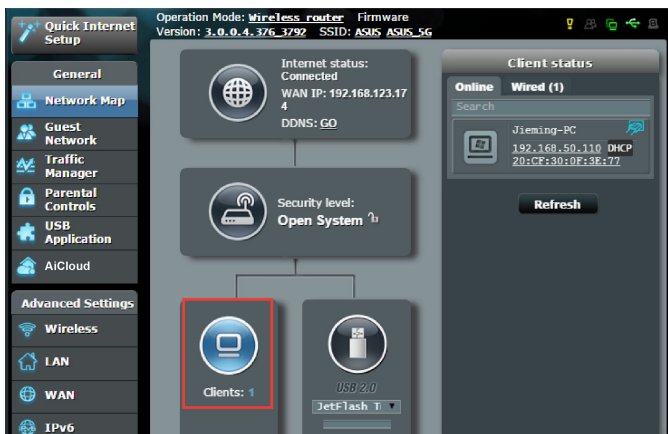 Quick Internet
Setup
Operation Mode: Wireless router Firmware
Version: 3.0.0.4.376_3792 SSID: ASUS ASUS_5G
General
Network Map
Guest
Network
Traffic
Manager
Parental
Controls
USB
Application
AiCloud
Advanced Settings
Wireless
LAN
WAN
IPv6
Internet status:
Connected
WAN IP: 192.168.123.17
4
DDNS: GO
Security level:
Open System
Clients: 1
USB 2.0
JetFlash T
Client status
Online Wired (1)
Search
Jieming-PC
192.168.50.110 DHCP
20:CF:30:0F:3E:77
Refresh